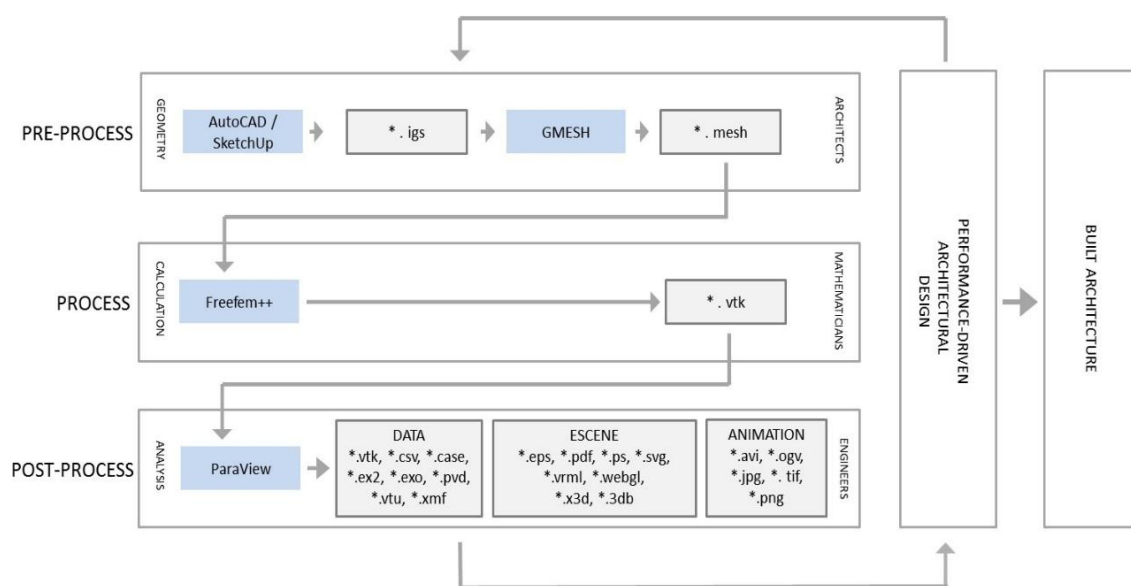 PRE-PROCESS
GEOMETRY
AutoCAD /
SketchUp
* . igs
GMESH
* . mesh
ARCHITECTS
PROCESS
CALCULATION
Freefem++
* . vtk
MATHEMATICIANS
POST-PROCESS
ANALYSIS
ParaView
DATA
*.vtk, *.csv, *.case,
*.ex2, *.exo, *.pvd,
*.vtu, *.xmf
ESCENE
*.eps, *.pdf, *.ps, *.svg,
*.vrml, *.webgl,
*.x3d, *.3db
ANIMATION
*.avi, *.ogv,
*.jpg, *. tif,
*.png
ENGINEERS
PERFORMANCE-DRIVEN
ARCHITECTURAL
DESIGN
BUILT ARCHITECTURE